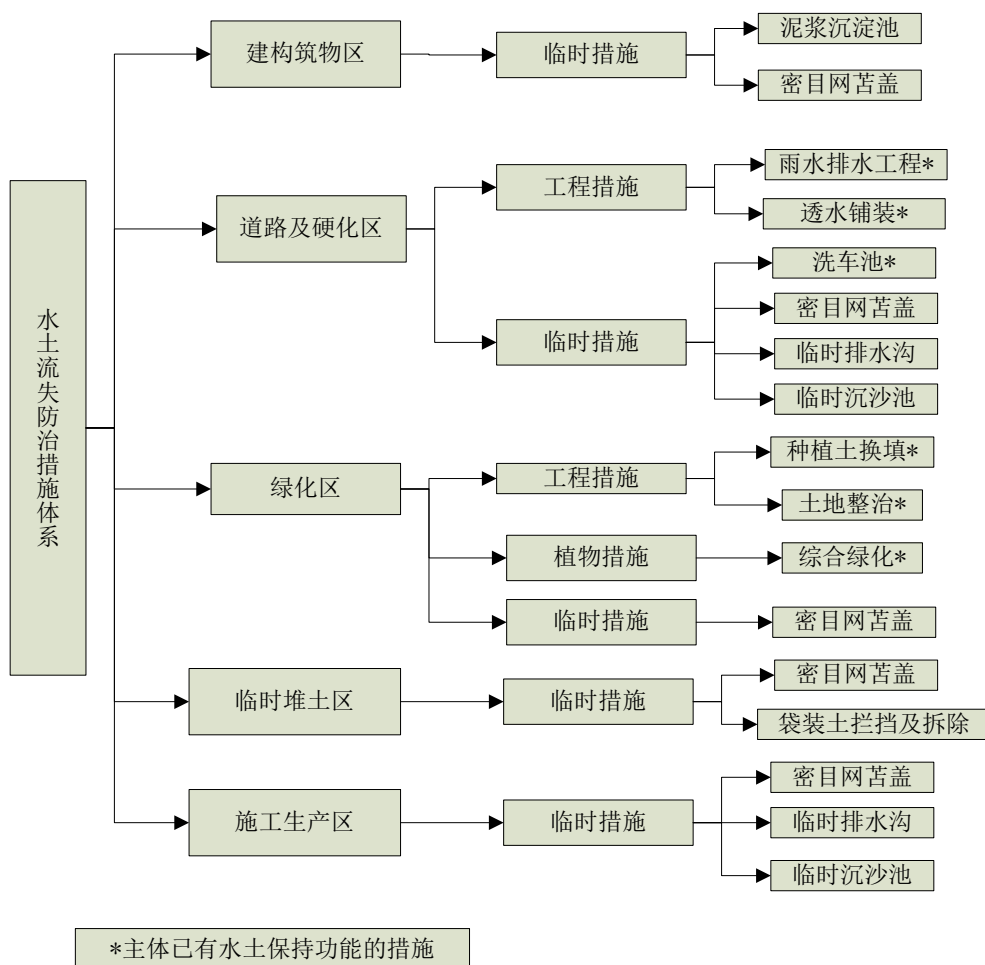 水土流失防治措施体系
建构筑物区
临时措施
泥浆沉淀池
密目网苫盖
道路及硬化区
工程措施
雨水排水工程*
透水铺装*
临时措施
洗车池*
密目网苫盖
临时排水沟
临时沉沙池
绿化区
工程措施
种植土换填*
土地整治*
植物措施
综合绿化*
临时措施
密目网苫盖
临时堆土区
临时措施
密目网苫盖
袋装土拦挡及拆除
施工生产区
临时措施
密目网苫盖
临时排水沟
临时沉沙池
*主体已有水土保持功能的措施